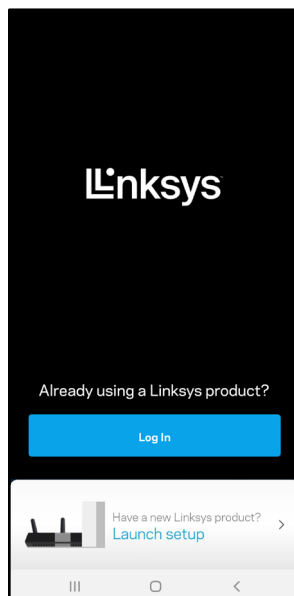 Linksys
Already using a Linksys product?
Log In
Have a new Linksys product?
Launch setup